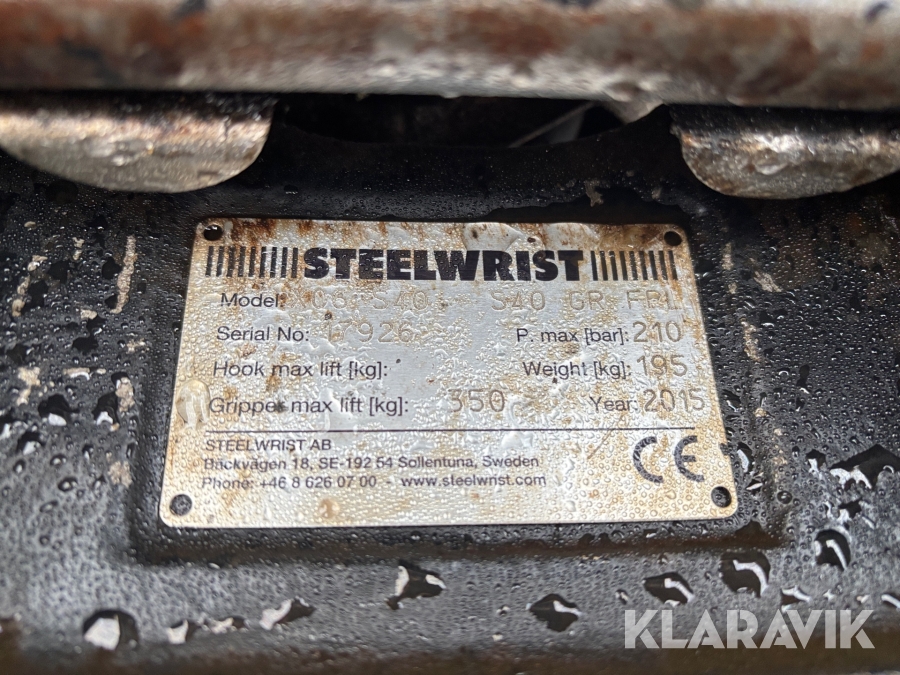 STEELWRIST
Model: S40 GR FRL
Serial No: 17926 P. max [bar]: 210
Hook max lift [kg]: Weight [kg]: 195
Gripper max lift [kg]: 350 Year: 2015
STEELWRIST AB
Bäckvägen 18, SE-192 54 Sollentuna, Sweden
Phone: +46 8 626 07 00 - www.steelwrist.com
CE
KLARAVIK